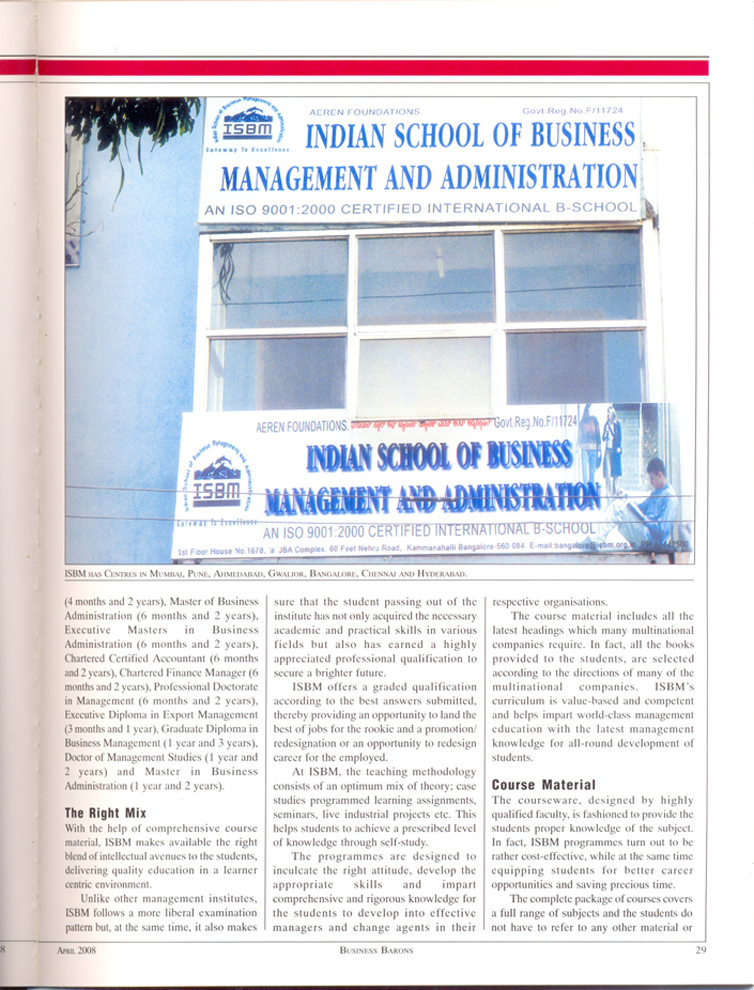 ISBM
Gateway To Excellence
AEREN FOUNDATIONS.
Govt.Reg.No.F/11724
INDIAN SCHOOL OF BUSINESS
MANAGEMENT AND ADMINISTRATION
AN ISO 9001:2000 CERTIFIED INTERNATIONAL B-SCHOOL
AEREN FOUNDATIONS.
Govt.Reg.No.F/11724
ISBM
Gateway To Excellence
INDIAN SCHOOL OF BUSINESS
MANAGEMENT AND ADMINISTRATION
AN ISO 9001:2000 CERTIFIED INTERNATIONAL B-SCHOOL
1st Floor House No.1678, 'a' JBA Complex. 60 Feet Nehru Road, Kammanahalli Bangalore-560 084. E-mail:bangalore@isbm.org.in
ISBM HAS CENTRES IN MUMBAI, PUNE, AHMEDABAD, GWALIOR, BANGALORE, CHENNAI AND HYDERABAD.
(4 months and 2 years), Master of Business
Administration (6 months and 2 years),
Executive Masters in Business
Administration (6 months and 2 years),
Chartered Certified Accountant (6 months
and 2 years), Chartered Finance Manager (6
months and 2 years), Professional Doctorate
in Management (6 months and 2 years),
Executive Diploma in Export Management
(3 months and 1 year), Graduate Diploma in
Business Management (1 year and 3 years),
Doctor of Management Studies (1 year and
2 years) and Master in Business
Administration (1 year and 2 years).
The Right Mix
With the help of comprehensive course
material, ISBM makes available the right
blend of intellectual avenues to the students,
delivering quality education in a learner
centric environment.
Unlike other management institutes,
ISBM follows a more liberal examination
pattern but, at the same time, it also makes
sure that the student passing out of the
institute has not only acquired the necessary
academic and practical skills in various
fields but also has earned a highly
appreciated professional qualification to
secure a brighter future.
ISBM offers a graded qualification
according to the best answers submitted,
thereby providing an opportunity to land the
best of jobs for the rookie and a promotion/
redesignation or an opportunity to redesign
career for the employed.
At ISBM, the teaching methodology
consists of an optimum mix of theory; case
studies programmed learning assignments,
seminars, live industrial projects etc. This
helps students to achieve a prescribed level
of knowledge through self-study.
The programmes are designed to
inculcate the right attitude, develop the
appropriate skills and impart
comprehensive and rigorous knowledge for
the students to develop into effective
managers and change agents in their
respective organisations.
The course material includes all the
latest headings which many multinational
companies require. In fact, all the books
provided to the students, are selected
according to the directions of many of the
multinational companies. ISBM's
curriculum is value-based and competent
and helps impart world-class management
education with the latest management
knowledge for all-round development of
students.
Course Material
The courseware, designed by highly
qualified faculty, is fashioned to provide the
students proper knowledge of the subject.
In fact, ISBM programmes turn out to be
rather cost-effective, while at the same time
equipping students for better career
opportunities and saving precious time.
The complete package of courses covers
a full range of subjects and the students do
not have to refer to any other material or
8
APRIL 2008
BUSINESS BARONS
29